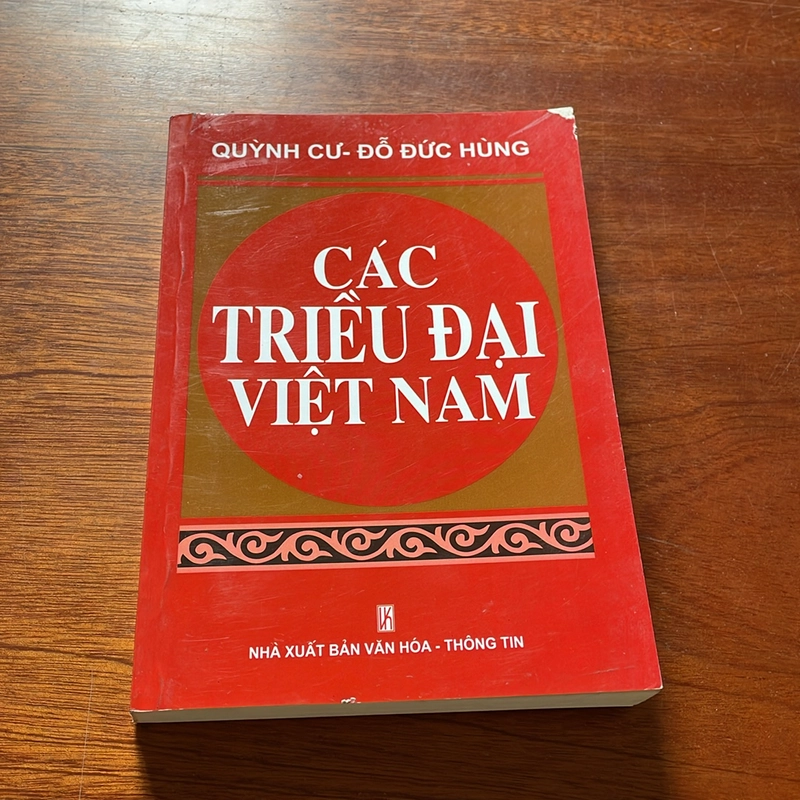 QUỲNH CƯ- ĐỖ ĐỨC HÙNG
CÁC
TRIỀU ĐẠI
VIỆT NAM
NHÀ XUẤT BẢN VĂN HÓA - THÔNG TIN